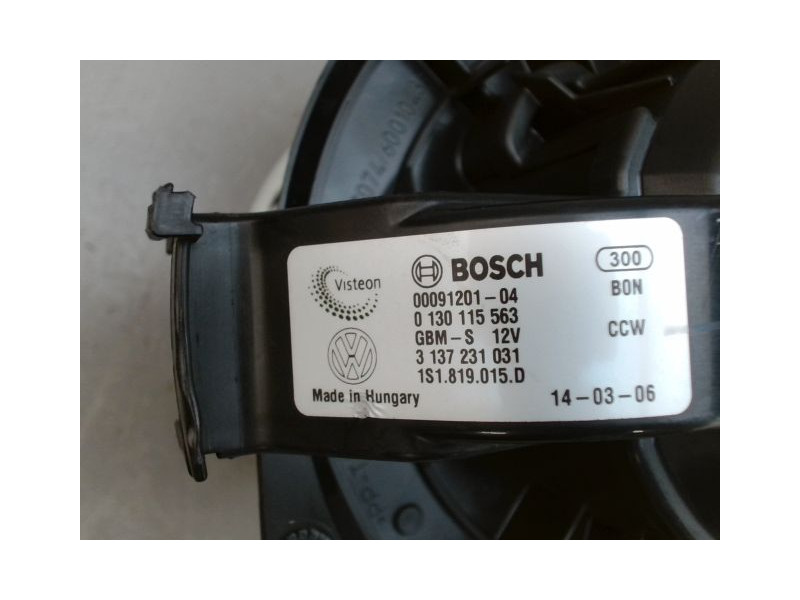 Visteon
BOSCH
300
00091201-04
BON
0 130 115 563
GBM-S 12V
CCW
3 137 231 031
1S1.819.015.D
Made in Hungary
14-03-06